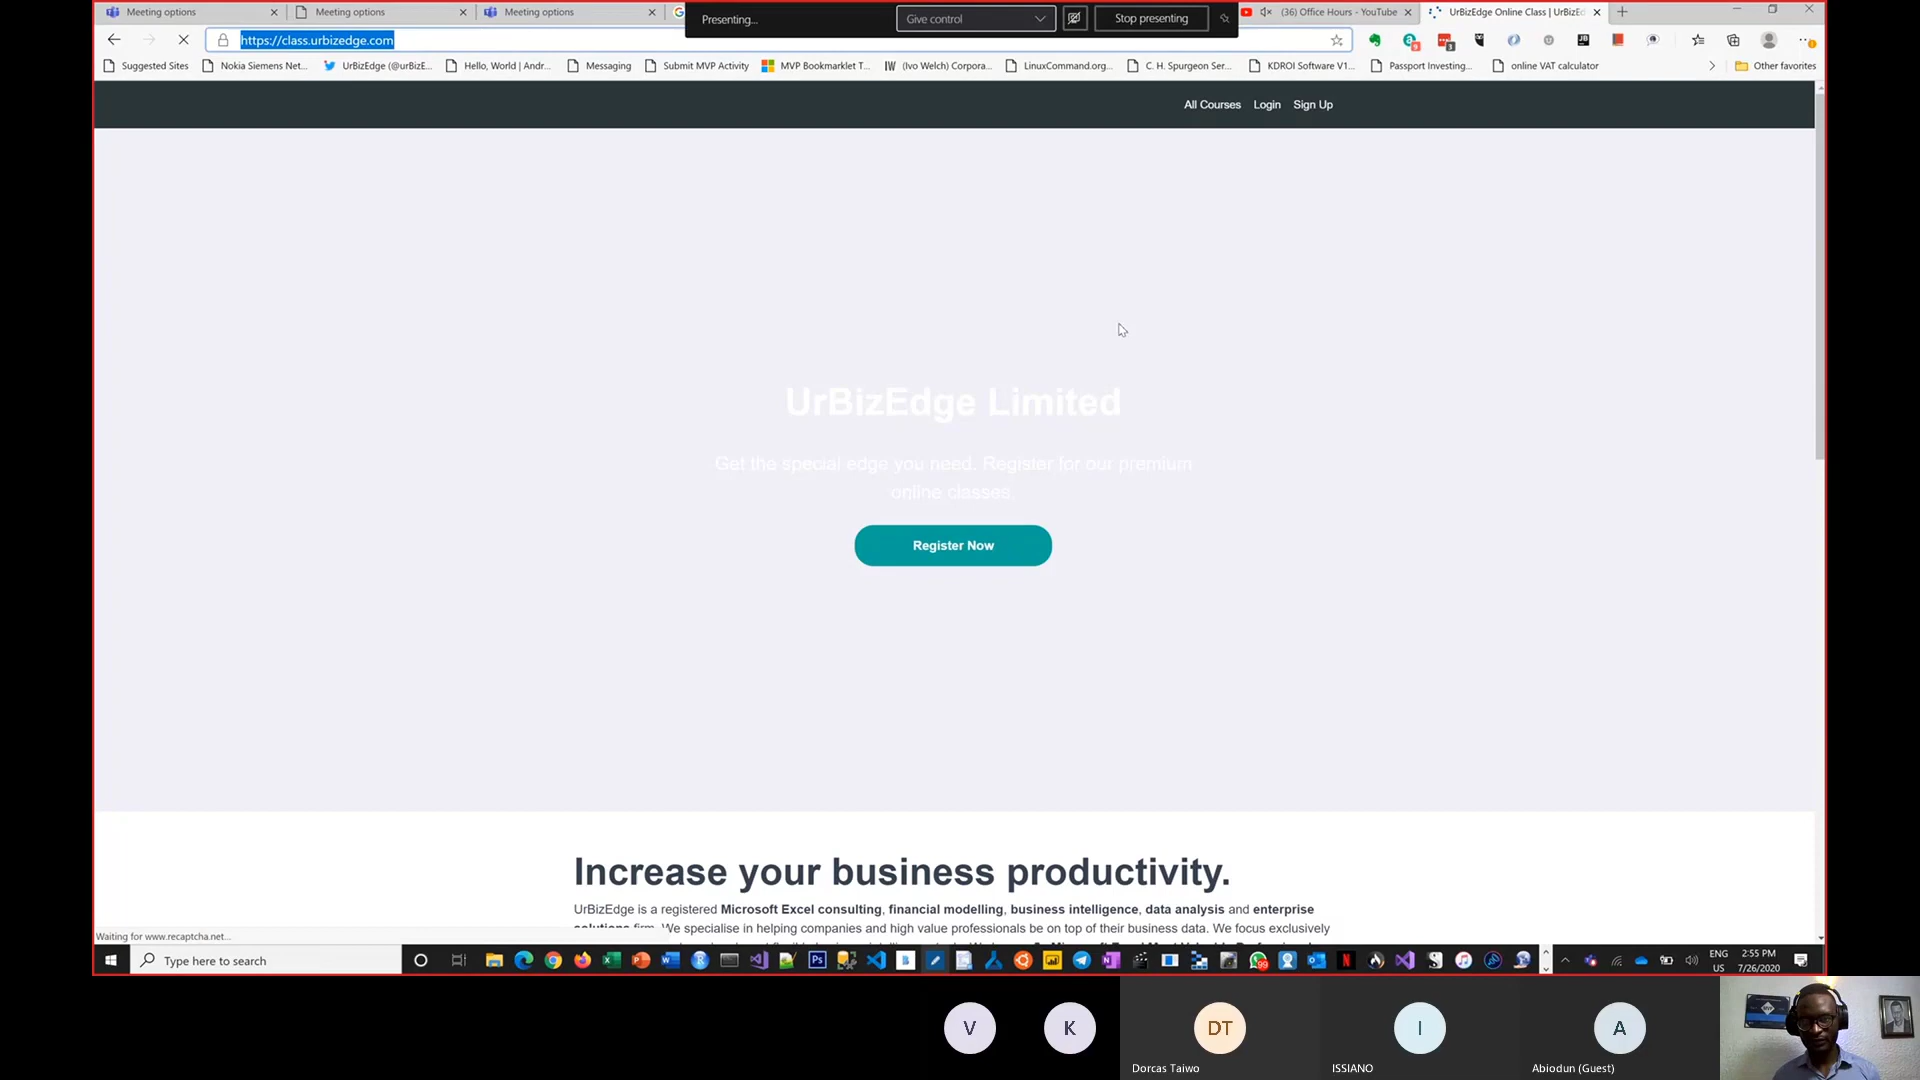 Meeting options
Meeting options
Meeting options
Presenting...
Give control
Stop presenting
(36) Office Hours - YouTube
UrBizEdge Online Class | UrBizE
https://class.urbizedge.com
Suggested Sites
Nokia Siemens Net...
UrBizEdge (@urBizE...
Hello, World | Andr...
Messaging
Submit MVP Activity
MVP Bookmarklet T...
(Ivo Welch) Corpora...
LinuxCommand.org...
C. H. Spurgeon Ser...
KDROI Software V1...
Passport Investing...
online VAT calculator
Other favorites
All Courses Login Sign Up
UrBizEdge Limited
Get the special edge you need. Register for our premium
online classes.
Register Now
Increase your business productivity.
UrBizEdge is a registered Microsoft Excel consulting, financial modelling, business intelligence, data analysis and enterprise
solutions firm. We specialise in helping companies and high value professionals be on top of their business data. We focus exclusively
Waiting for www.recaptcha.net...
Type here to search
ENG
US
2:55 PM
7/26/2020
V
K
DT
I
A
Dorcas Taiwo
ISSIANO
Abiodun (Guest)